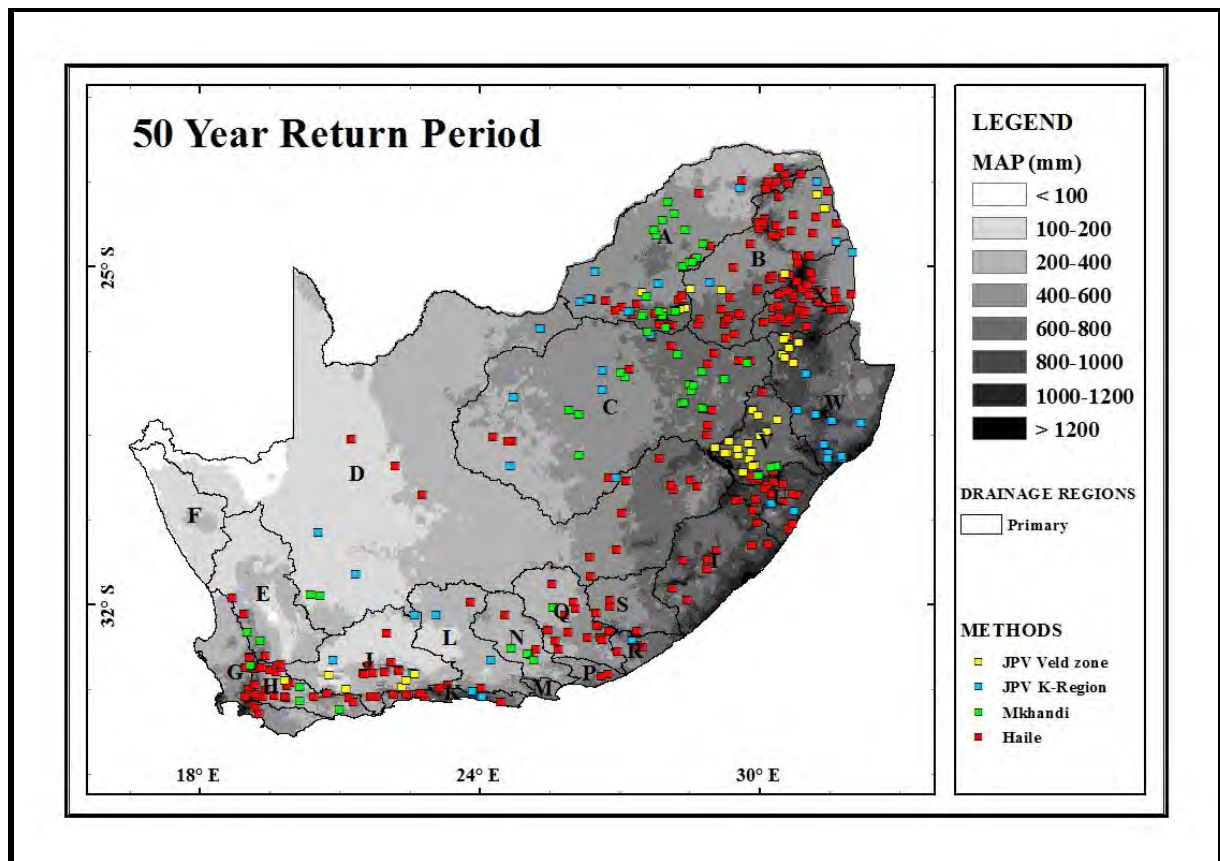 50 Year Return Period
LEGEND
MAP (mm)
< 100
100-200
200-400
400-600
600-800
800-1000
1000-1200
> 1200
DRAINAGE REGIONS
Primary
METHODS
JPV Veld zone
JPV K-Region
Mkhandi
Haile
25° S
32° S
18° E
24° E
30° E
A
B
X
C
W
V
D
F
T
E
S
Q
L
N
R
J
G
H
P
M
K